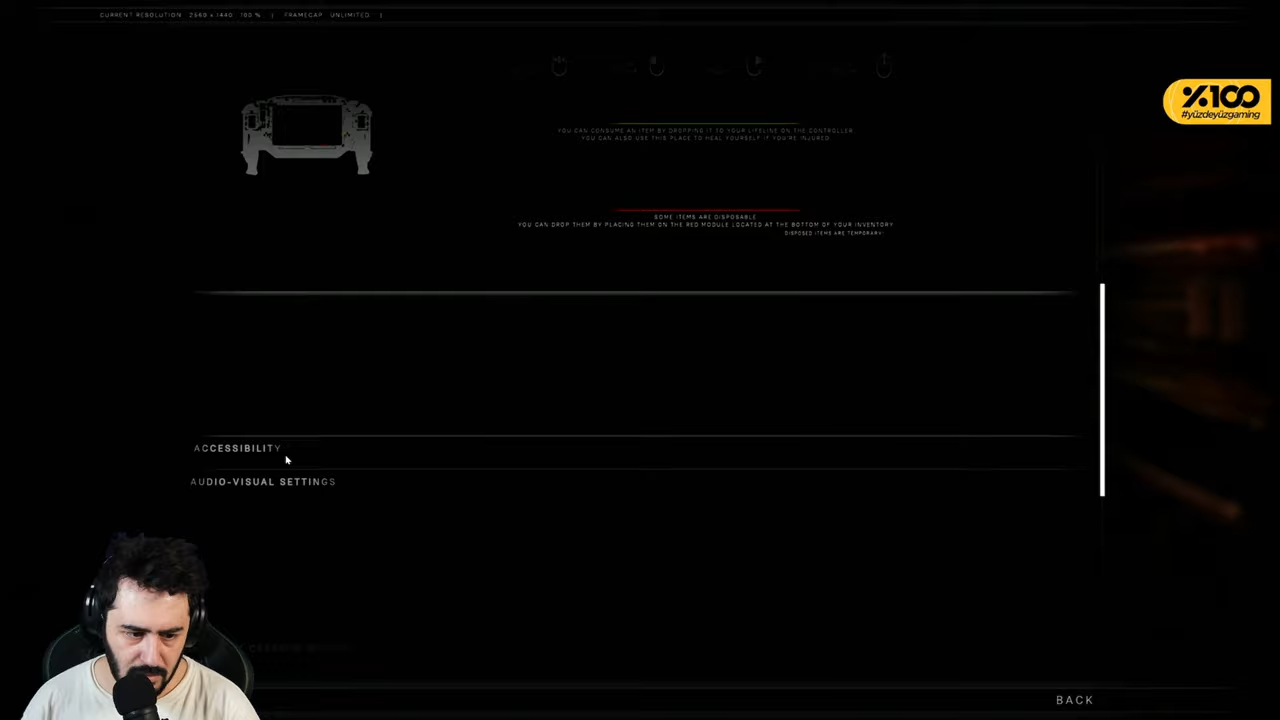 CURRENT RESOLUTION 2560 x 1440 100 % | FRAMECAP UNLIMITED |
%100
#yüzdeyüzgaming
YOU CAN CONSUME AN ITEM BY DROPPING IT TO YOUR LIFELINE ON THE CONTROLLER
YOU CAN ALSO USE THIS PLACE TO HEAL YOURSELF IF YOU'RE INJURED
SOME ITEMS ARE DISPOSABLE
YOU CAN DROP THEM BY PLACING THEM ON THE RED MODULE LOCATED AT THE BOTTOM OF YOUR INVENTORY
DISPOSED ITEMS ARE TEMPORARY
ACCESSIBILITY
AUDIO-VISUAL SETTINGS
BACK